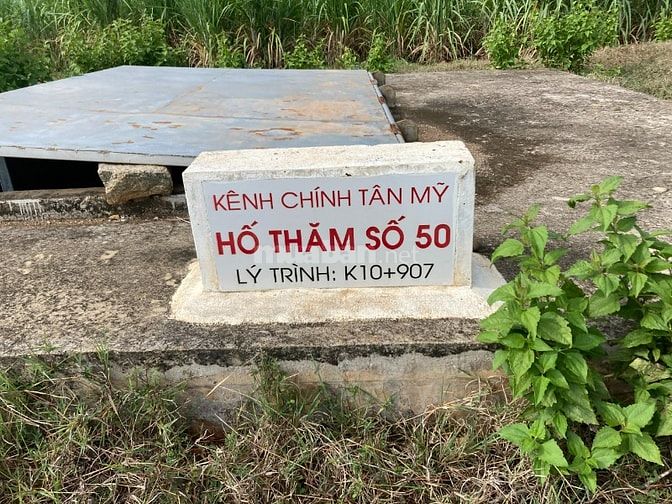 KÊNH CHÍNH TÂN MỸ
HỐ THĂM SỐ 50
LÝ TRÌNH: K10+907